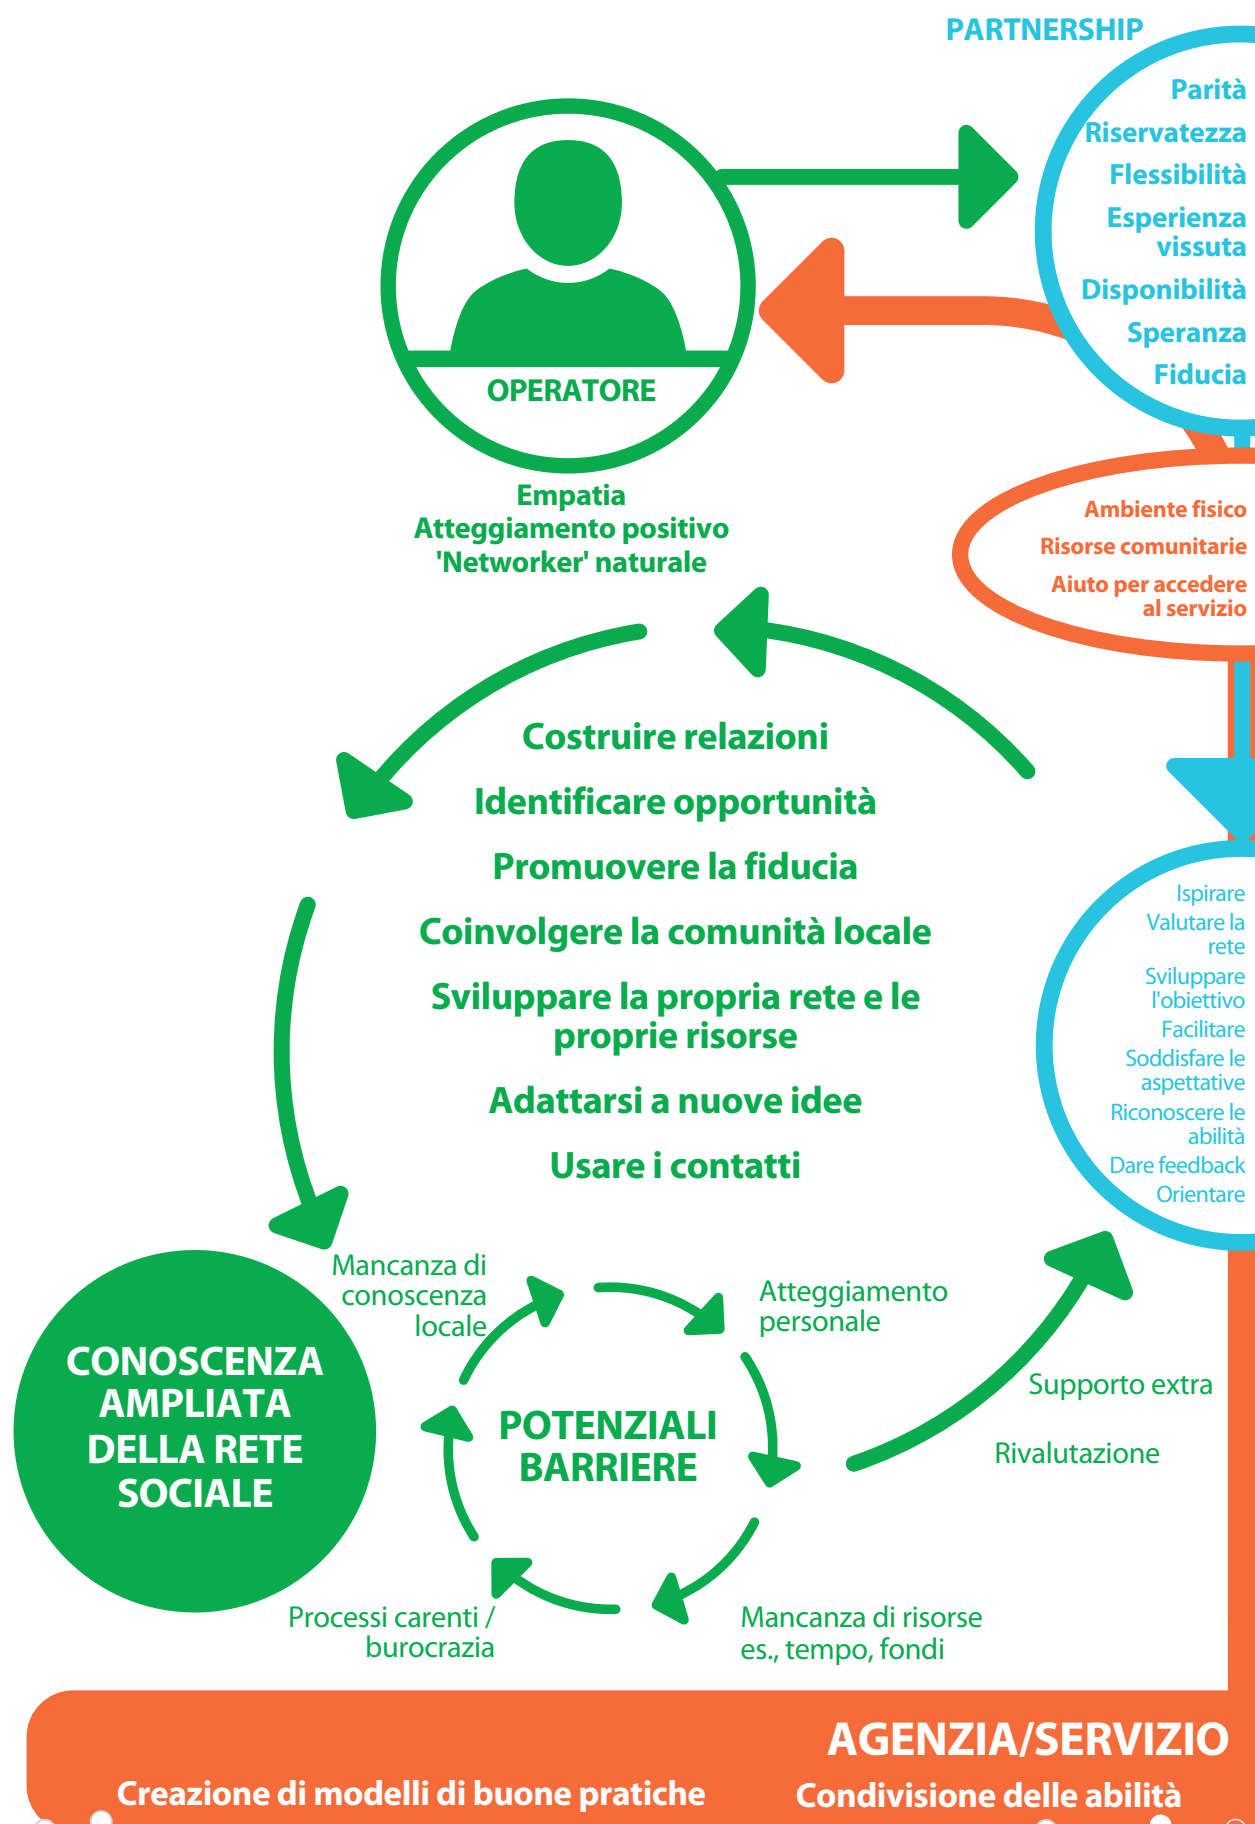 PARTNERSHIP
Parità
Riservatezza
Flessibilità
Esperienza
vissuta
Disponibilità
Speranza
Fiducia
OPERATORE
Empatia
Atteggiamento positivo
'Networker' naturale
Ambiente fisico
Risorse comunitarie
Aiuto per accedere
al servizio
Costruire relazioni
Identificare opportunità
Promuovere la fiducia
Coinvolgere la comunità locale
Sviluppare la propria rete e le
proprie risorse
Adattarsi a nuove idee
Usare i contatti
Ispirare
Valutare la
rete
Sviluppare
l'obiettivo
Facilitare
Soddisfare le
aspettative
Riconoscere le
abilità
Dare feedback
Orientare
Mancanza di
conoscenza
locale
Atteggiamento
personale
CONOSCENZA
AMPLIATA
DELLA RETE
SOCIALE
POTENZIALI
BARRIERE
Supporto extra
Rivalutazione
Processi carenti /
burocrazia
Mancanza di risorse
es., tempo, fondi
AGENZIA/SERVIZIO
Creazione di modelli di buone pratiche
Condivisione delle abilità